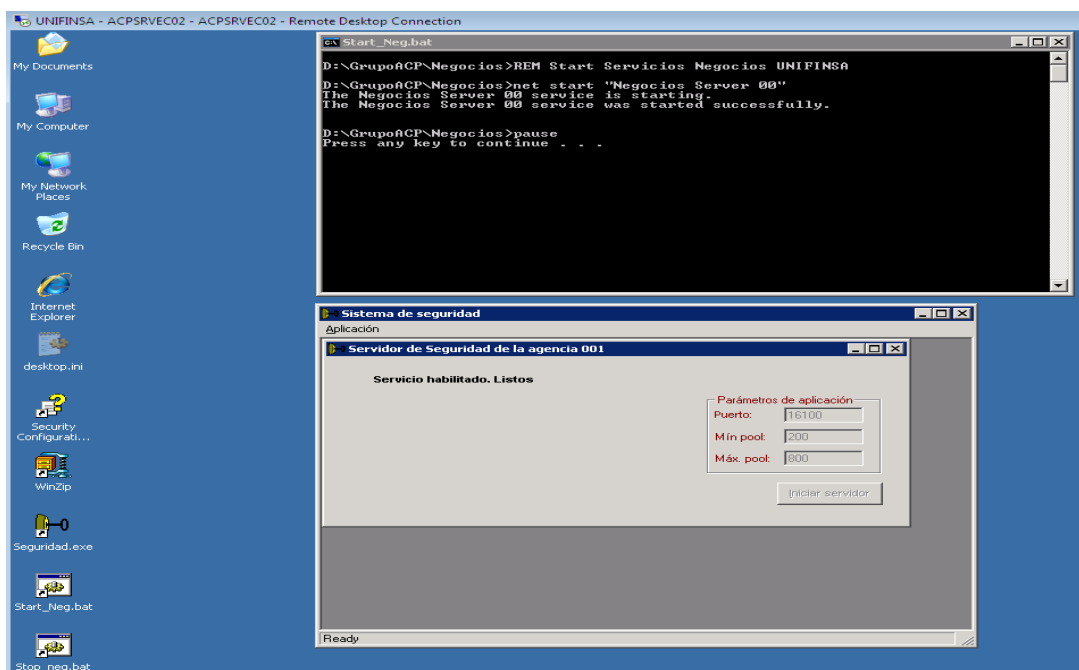 UNIFINSA - ACPSRVEC02 - ACPSRVEC02 - Remote Desktop Connection
My Documents
My Computer
My Network
Places
Recycle Bin
Internet
Explorer
desktop.ini
Security
Configurati...
WinZip
Seguridad.exe
Start_Neg.bat
Stop_neg.bat
Start_Neg.bat
D:\GrupoACP\Negocios>REM Start Servicios Negocios UNIFINSA
D:\GrupoACP\Negocios>net start "Negocios Server 00"
The Negocios Server 00 service is starting.
The Negocios Server 00 service was started successfully.
D:\GrupoACP\Negocios>pause
Press any key to continue . . .
Sistema de seguridad
Aplicación
Servidor de Seguridad de la agencia 001
Servicio habilitado. Listos
Parámetros de aplicación
Puerto: 16100
Mín pool: 200
Máx. pool: 800
Iniciar servidor
Ready